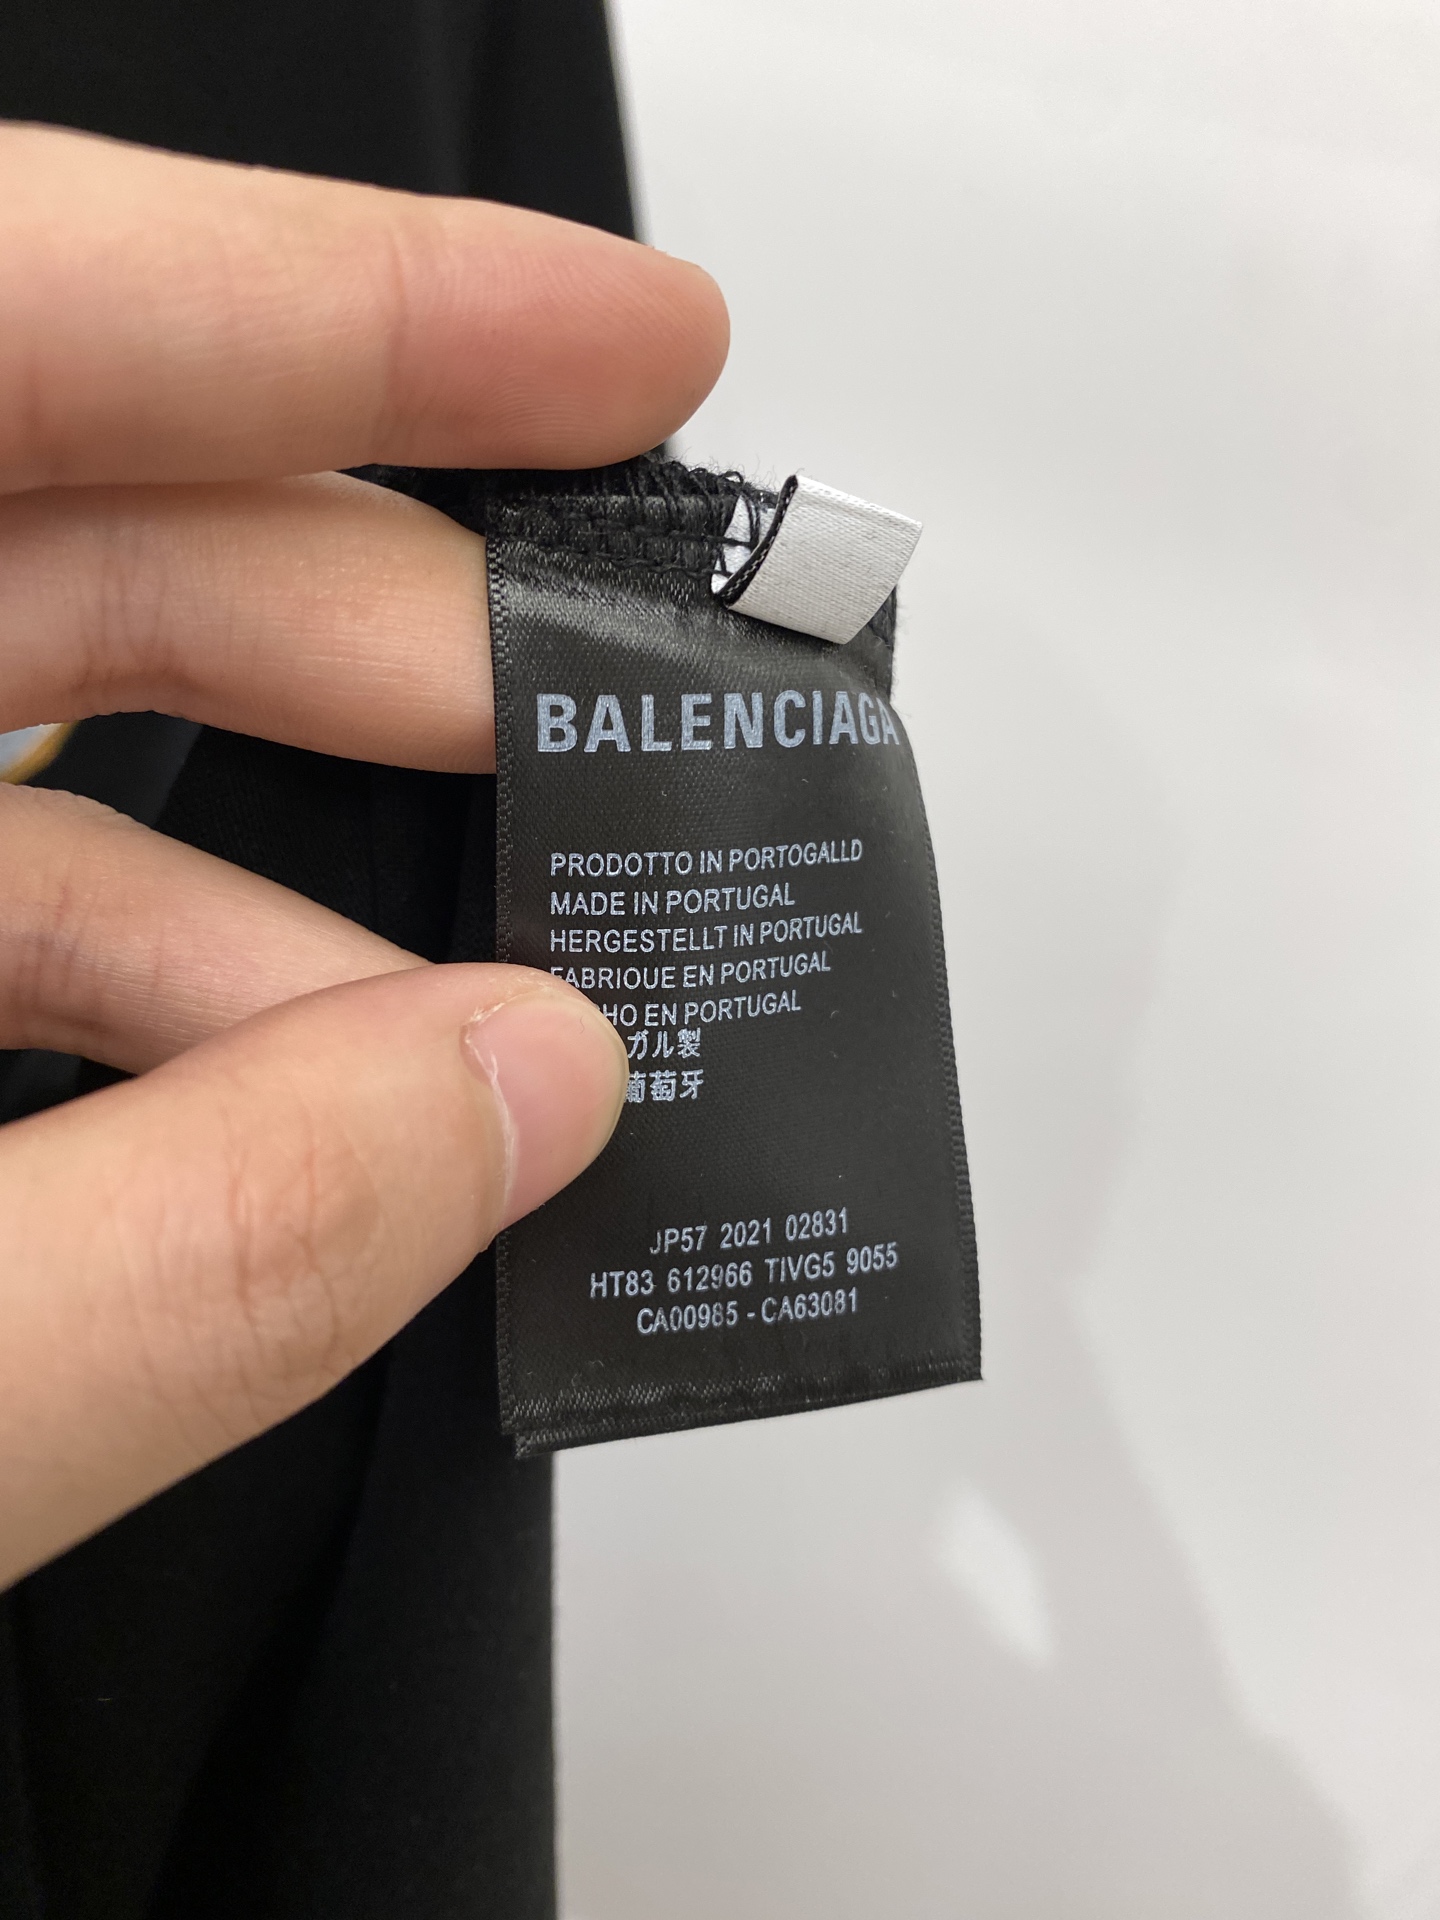 BALENCIAGA
PRODOTTO IN PORTOGALLD
MADE IN PORTUGAL
HERGESTELLT IN PORTUGAL
FABRIOUE EN PORTUGAL
HO EN PORTUGAL
ガル製
葡萄牙
JP57 2021 02831
HT83 612966 TIVG5 9055
CA00985 - CA63081